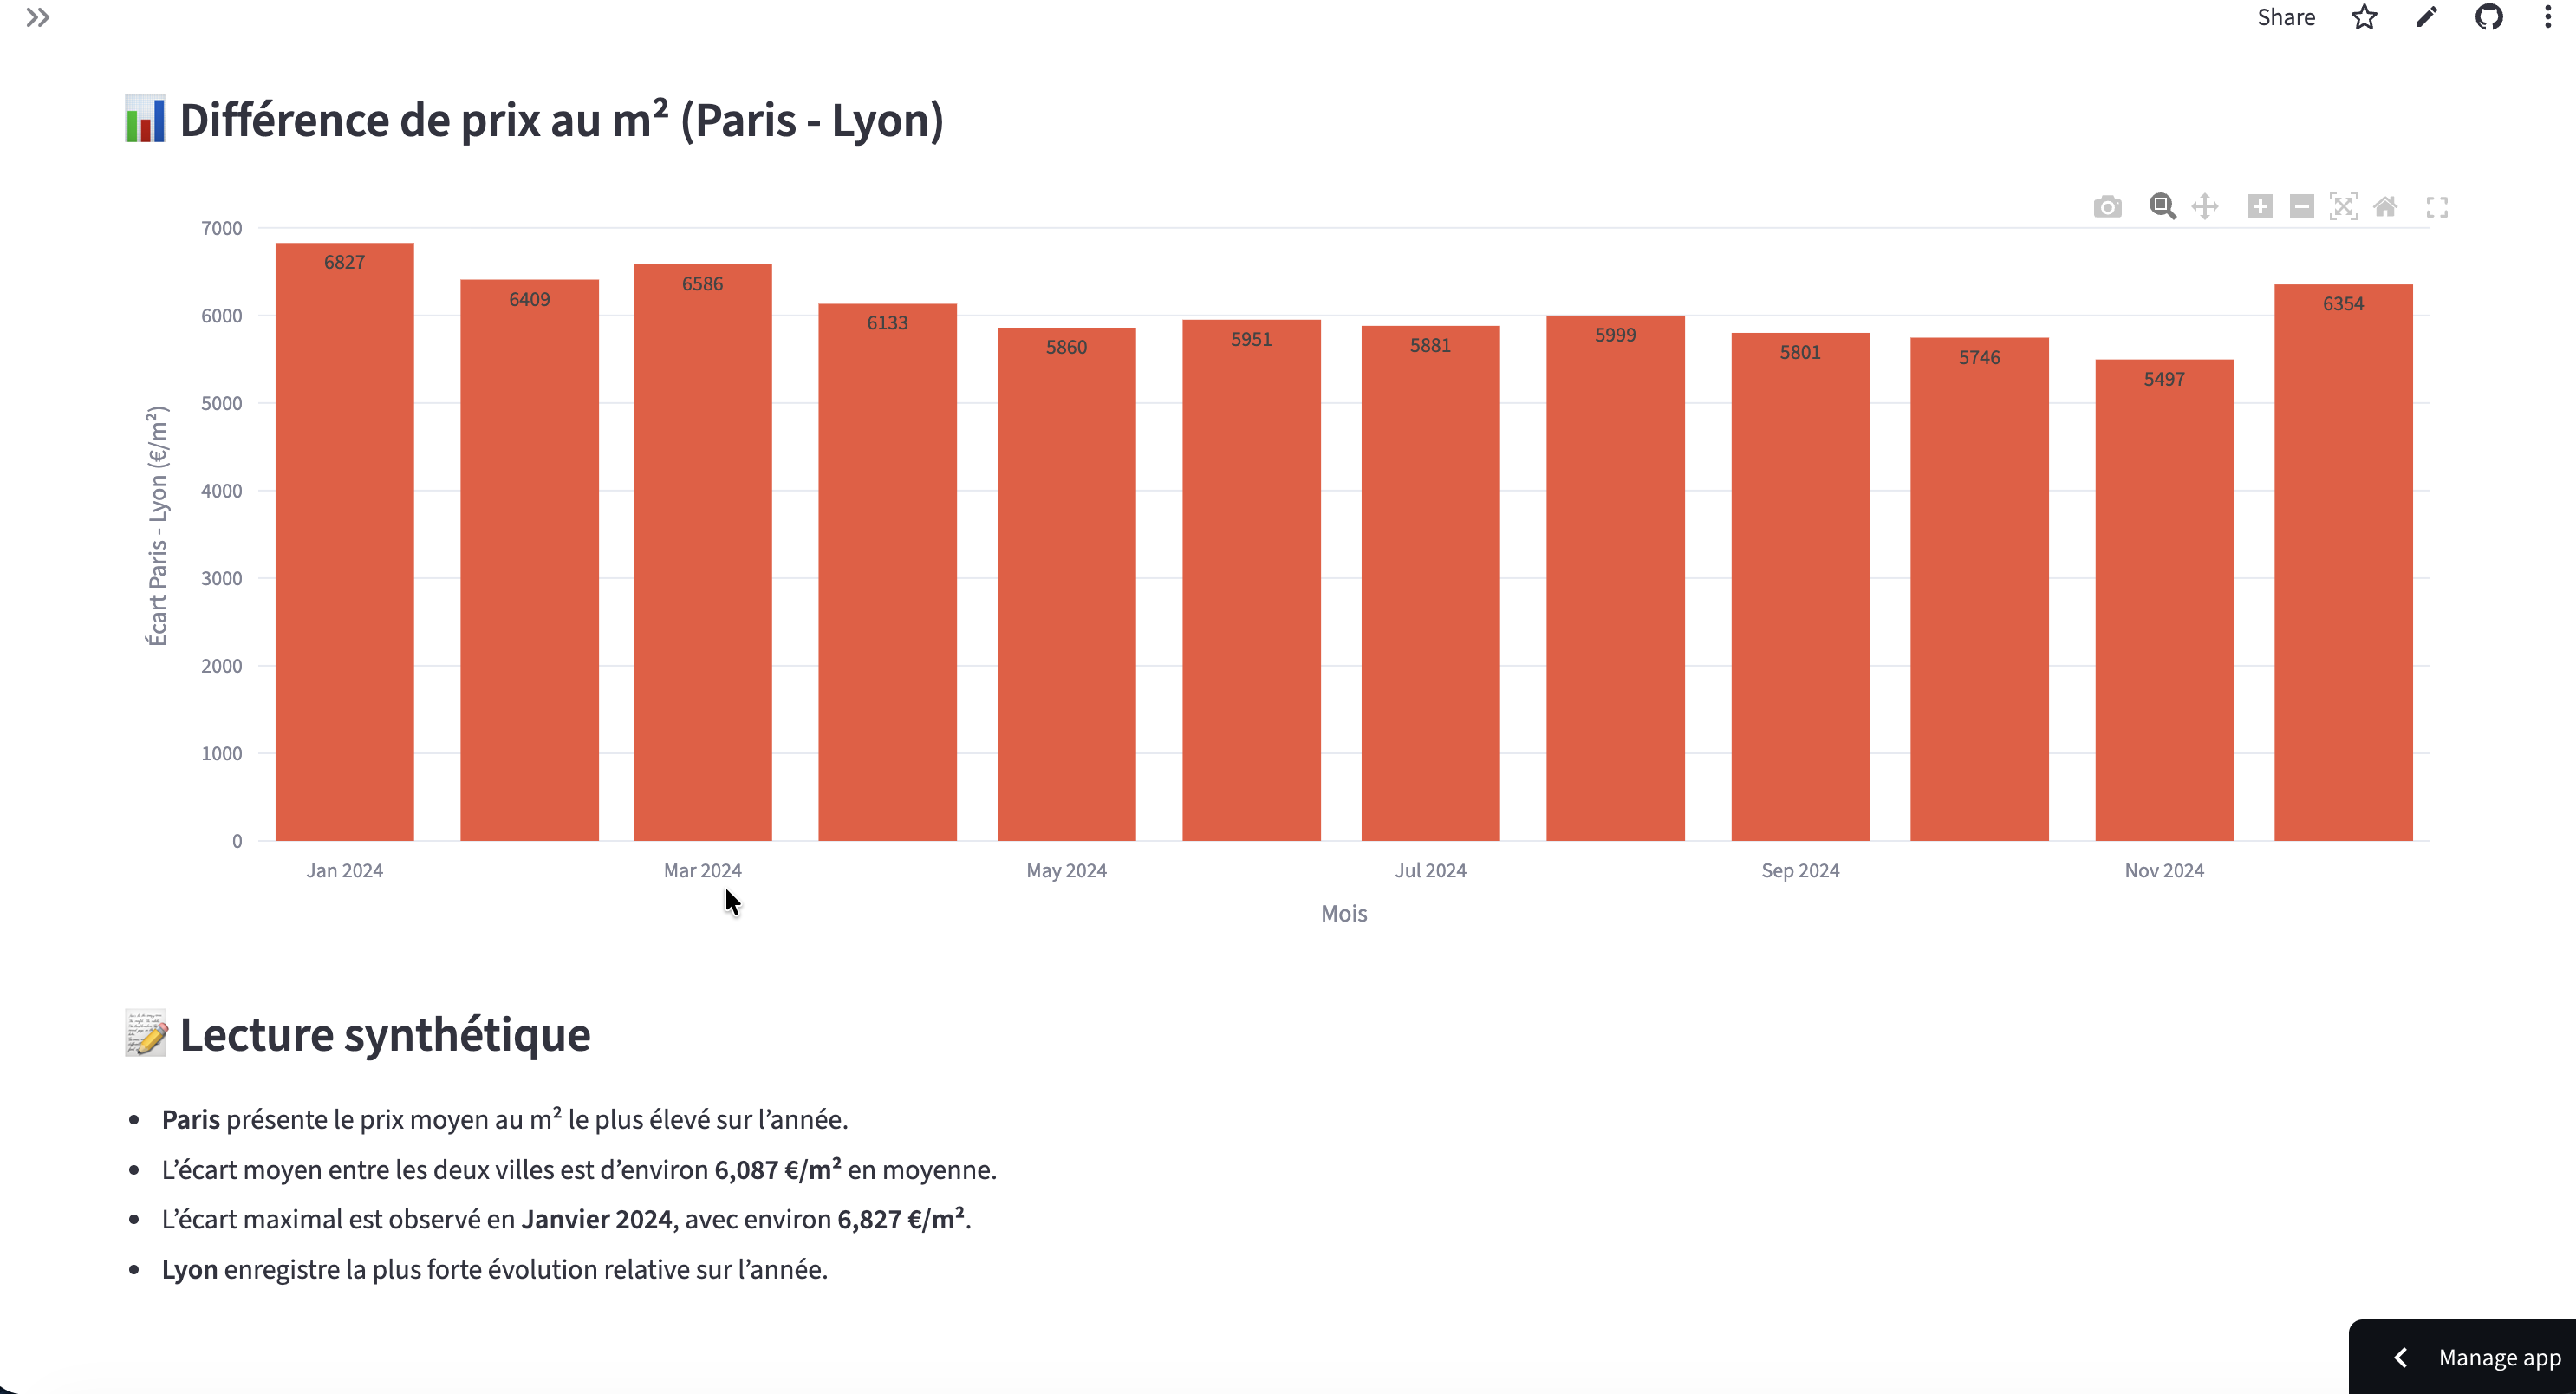 Share
Différence de prix au m² (Paris - Lyon)
7000
6000
5000
4000
3000
2000
1000
0
Écart Paris - Lyon (€/m²)
6827
6409
6586
6133
5860
5951
5881
5999
5801
5746
5497
6354
Jan 2024
Mar 2024
May 2024
Jul 2024
Sep 2024
Nov 2024
Mois
Lecture synthétique
• Paris présente le prix moyen au m² le plus élevé sur l’année.
• L’écart moyen entre les deux villes est d’environ 6,087 €/m² en moyenne.
• L’écart maximal est observé en Janvier 2024, avec environ 6,827 €/m².
• Lyon enregistre la plus forte évolution relative sur l’année.
Manage app